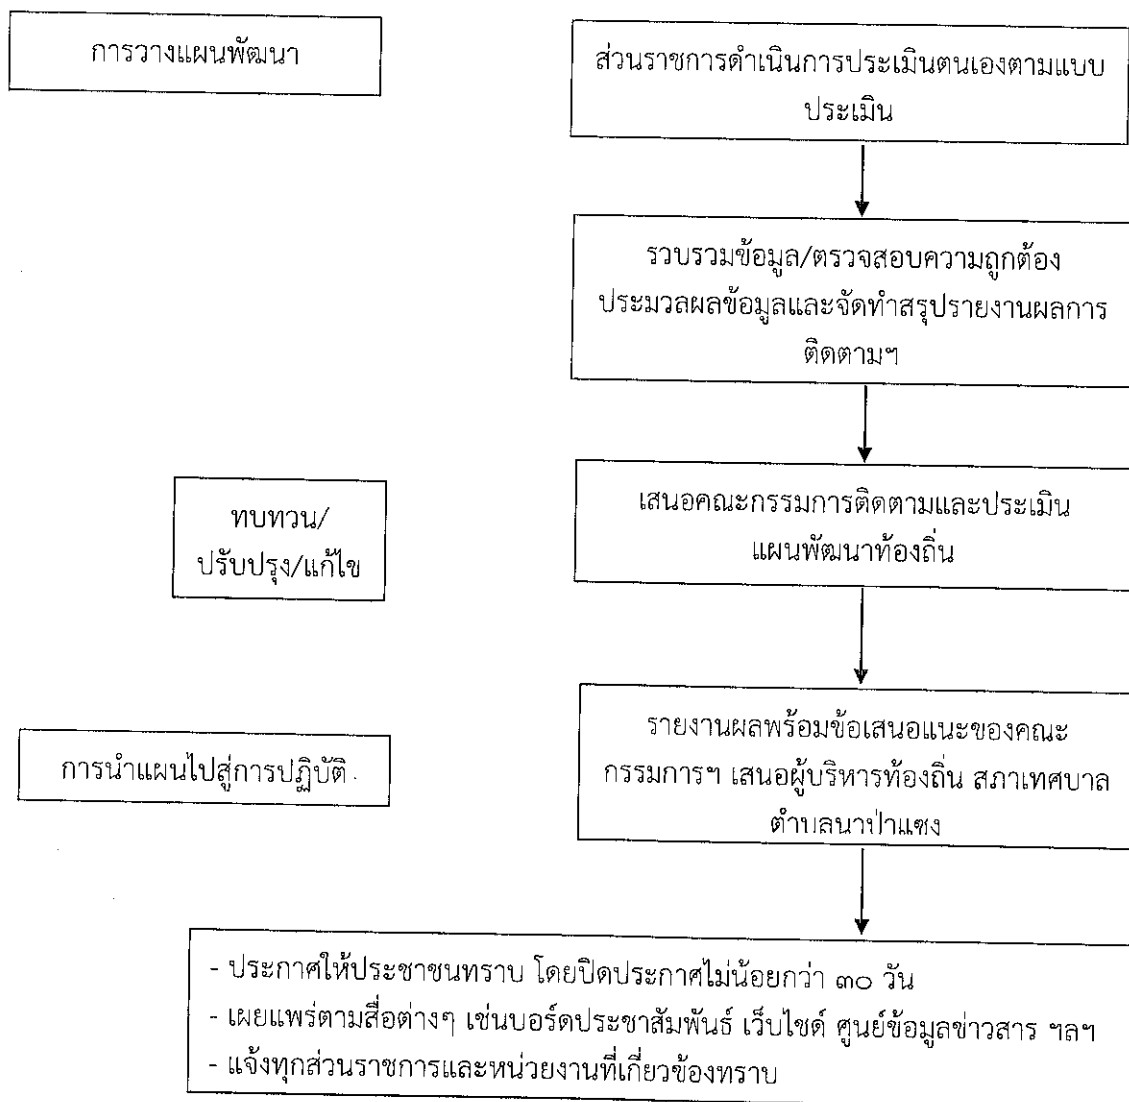 การวางแผนพัฒนา
ส่วนราชการดำเนินการประเมินตนเองตามแบบ
ประเมิน
รวบรวมข้อมูล/ตรวจสอบความถูกต้อง
ประมวลผลข้อมูลและจัดทำสรุปรายงานผลการ
ติดตามฯ
ทบทวน/
ปรับปรุง/แก้ไข
เสนอคณะกรรมการติดตามและประเมิน
แผนพัฒนาท้องถิ่น
การนำแผนไปสู่การปฏิบัติ
รายงานผลพร้อมข้อเสนอแนะของคณะ
กรรมการฯ เสนอผู้บริหารท้องถิ่น สภาเทศบาล
ตำบลนาป่าแซง
- ประกาศให้ประชาชนทราบ โดยปิดประกาศไม่น้อยกว่า ๓๐ วัน
- เผยแพร่ตามสื่อต่างๆ เช่นบอร์ดประชาสัมพันธ์ เว็บไซด์ ศูนย์ข้อมูลข่าวสาร ฯลฯ
- แจ้งทุกส่วนราชการและหน่วยงานที่เกี่ยวข้องทราบ